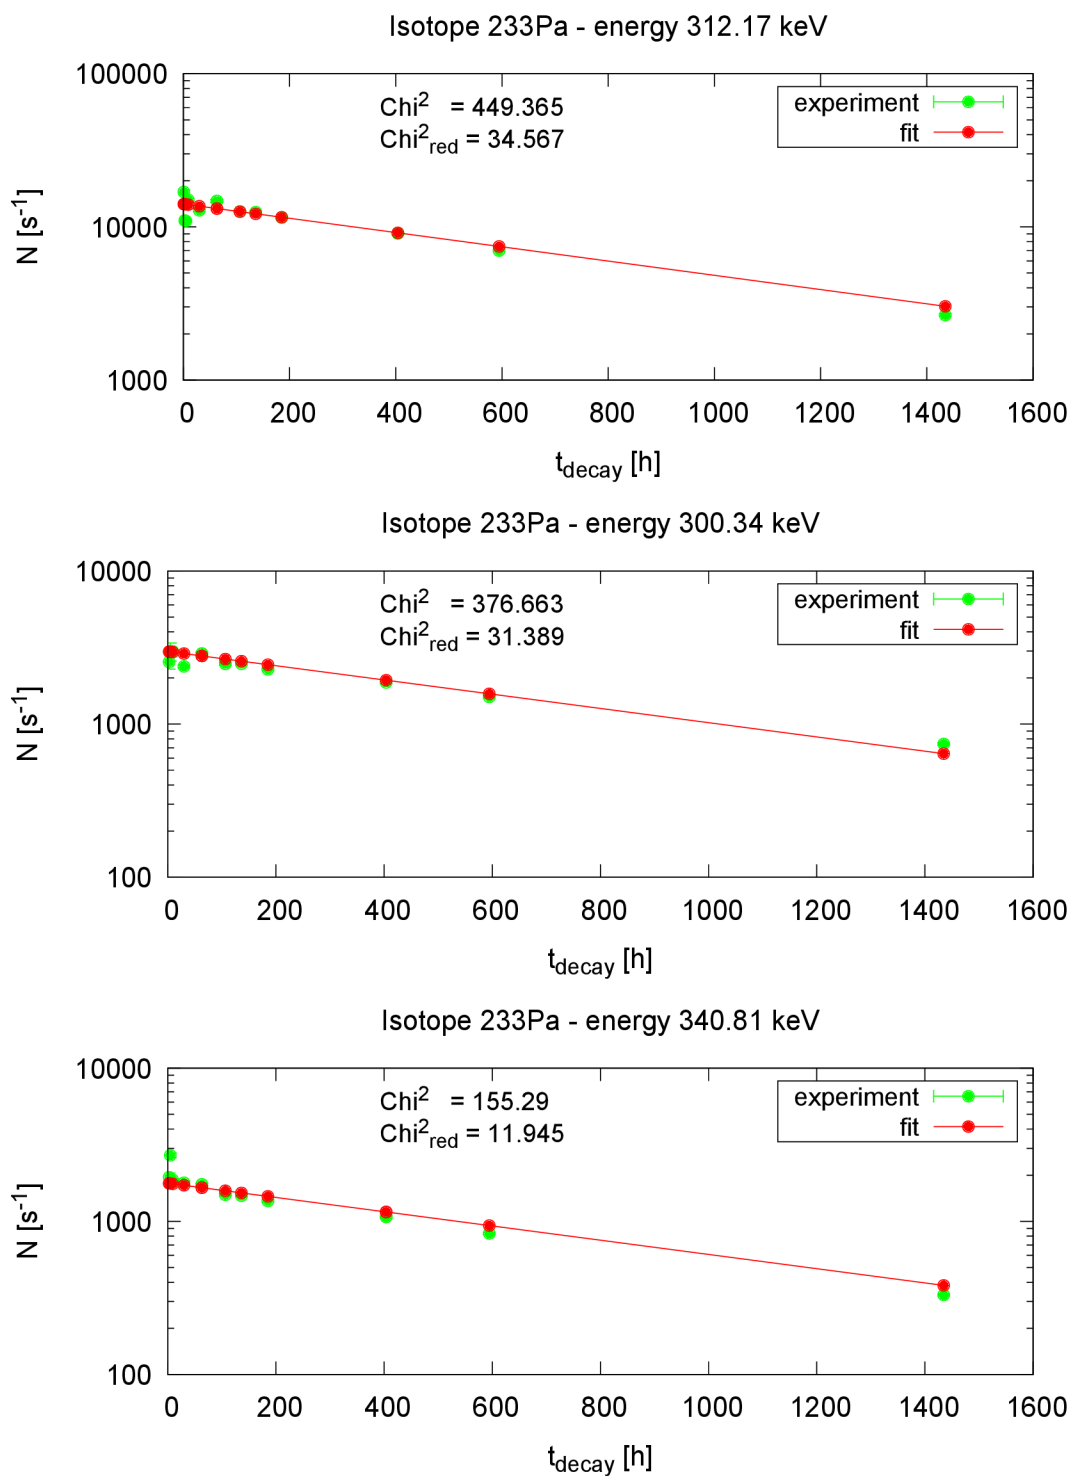 Isotope 233Pa - energy 312.17 keV
100000
10000
1000
N [s-1]
Chi2 = 449.365
Chi2red = 34.567
experiment
fit
0 200 400 600 800 1000 1200 1400 1600
tdecay [h]
Isotope 233Pa - energy 300.34 keV
10000
1000
100
N [s-1]
Chi2 = 376.663
Chi2red = 31.389
experiment
fit
0 200 400 600 800 1000 1200 1400 1600
tdecay [h]
Isotope 233Pa - energy 340.81 keV
10000
1000
100
N [s-1]
Chi2 = 155.29
Chi2red = 11.945
experiment
fit
0 200 400 600 800 1000 1200 1400 1600
tdecay [h]